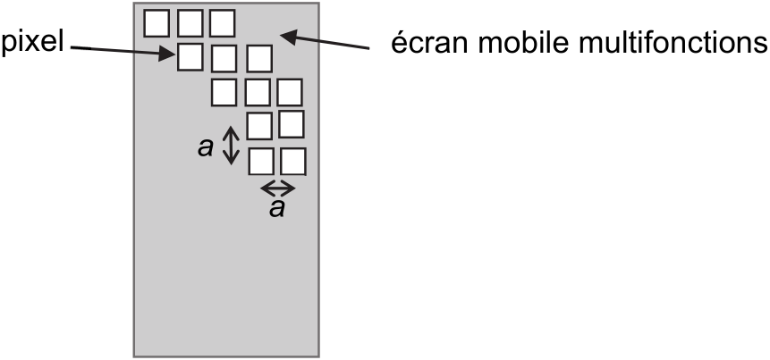 pixel
écran mobile multifonctions
a
a